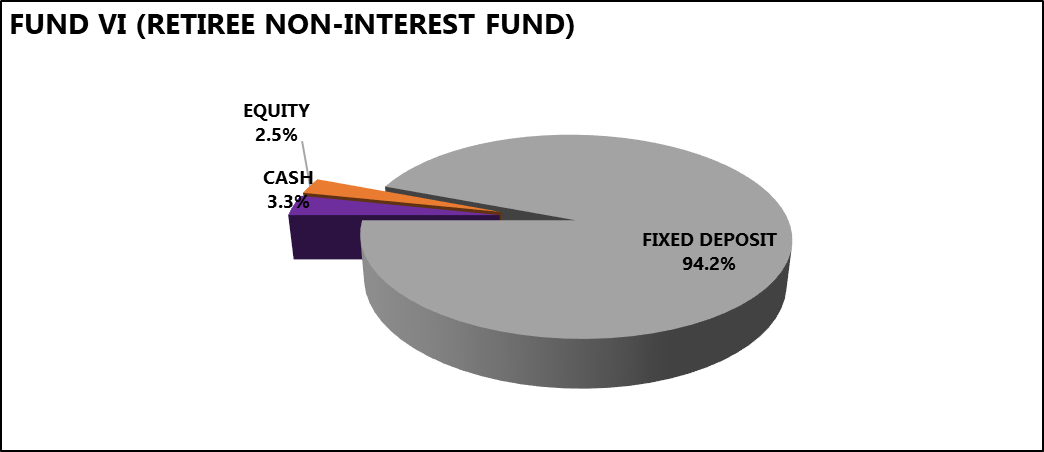 FUND VI (RETIREE NON-INTEREST FUND)
EQUITY
2.5%
CASH
3.3%
FIXED DEPOSIT
94.2%